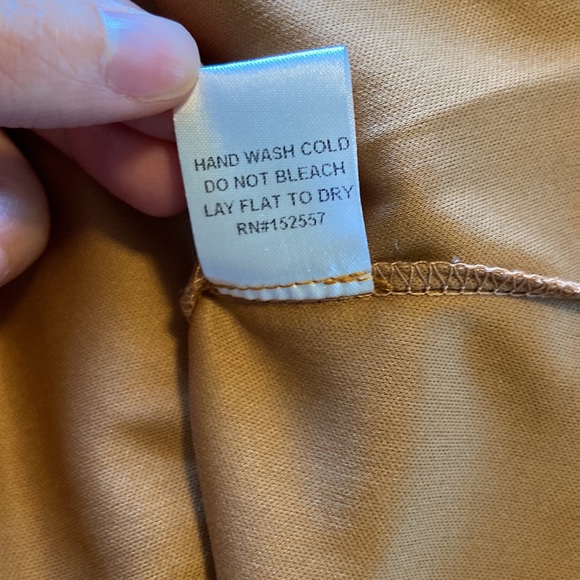 HAND WASH COLD
DO NOT BLEACH
LAY FLAT TO DRY
RN#152557